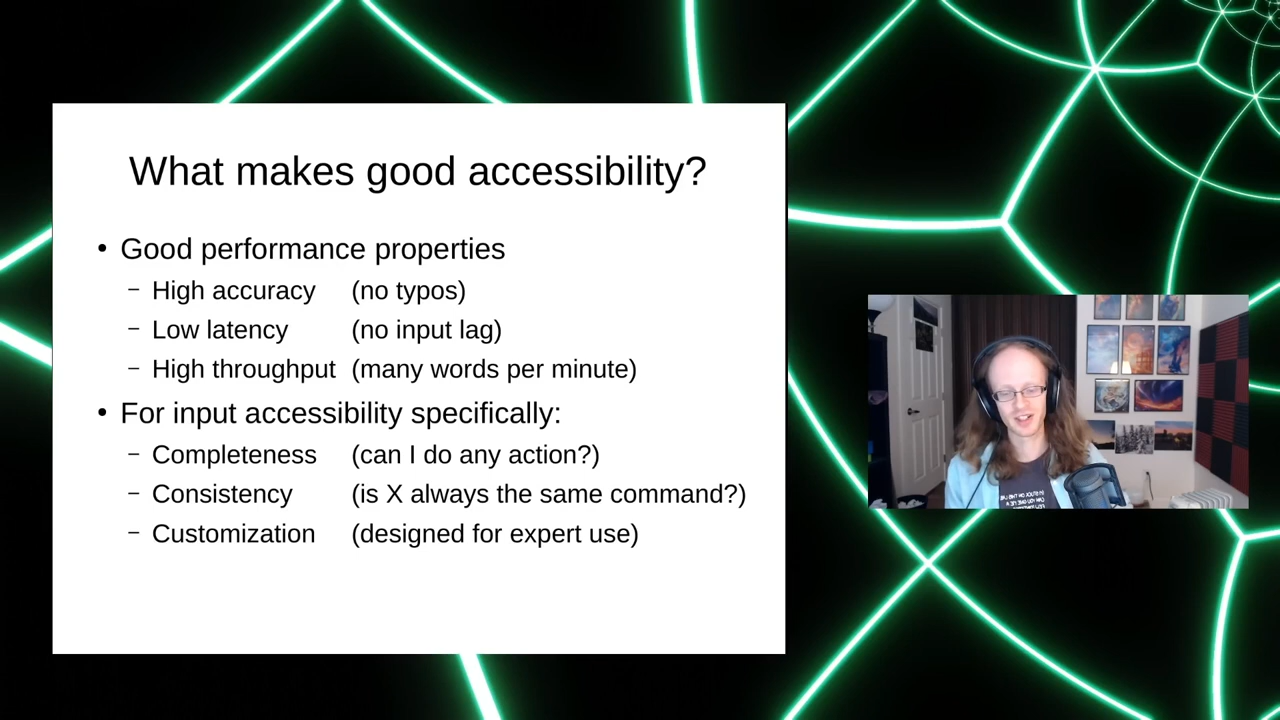 What makes good accessibility?
• Good performance properties
– High accuracy (no typos)
– Low latency (no input lag)
– High throughput (many words per minute)
• For input accessibility specifically:
– Completeness (can I do any action?)
– Consistency (is X always the same command?)
– Customization (designed for expert use)